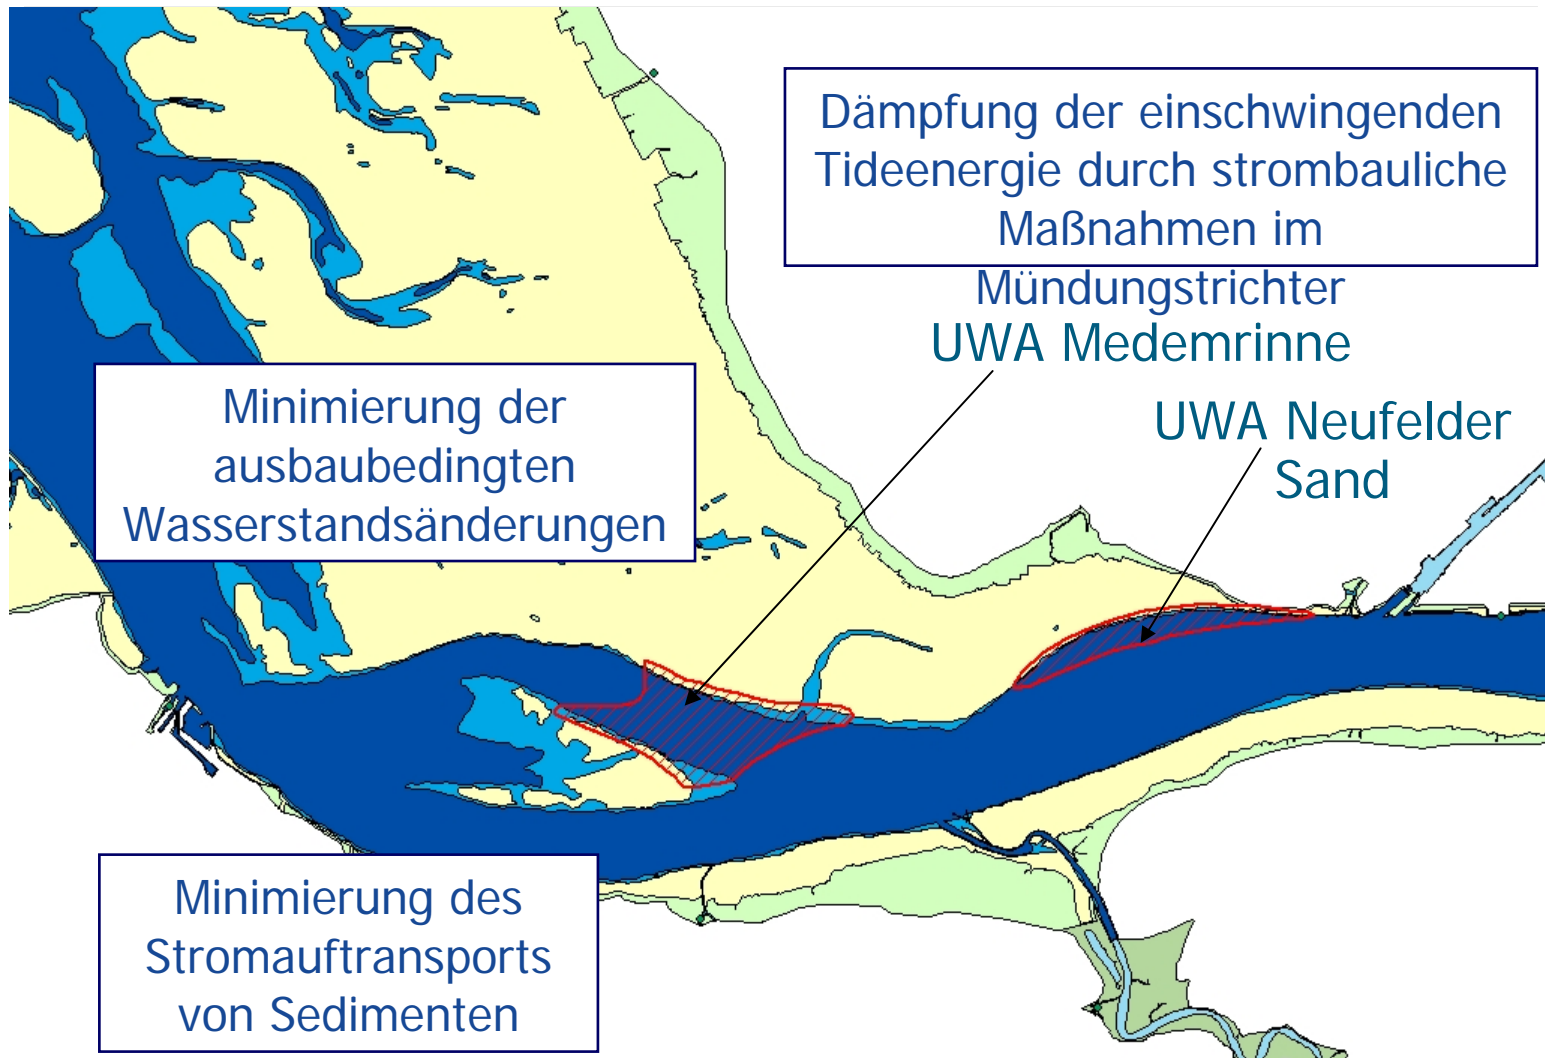 Dämpfung der einschwingenden
Tideenergie durch strombauliche
Maßnahmen im
Mündungstrichter
UWA Medemrinne
UWA Neufelder
Sand
Minimierung der
ausbaubedingten
Wasserstandsänderungen
Minimierung des
Stromauftransports
von Sedimenten